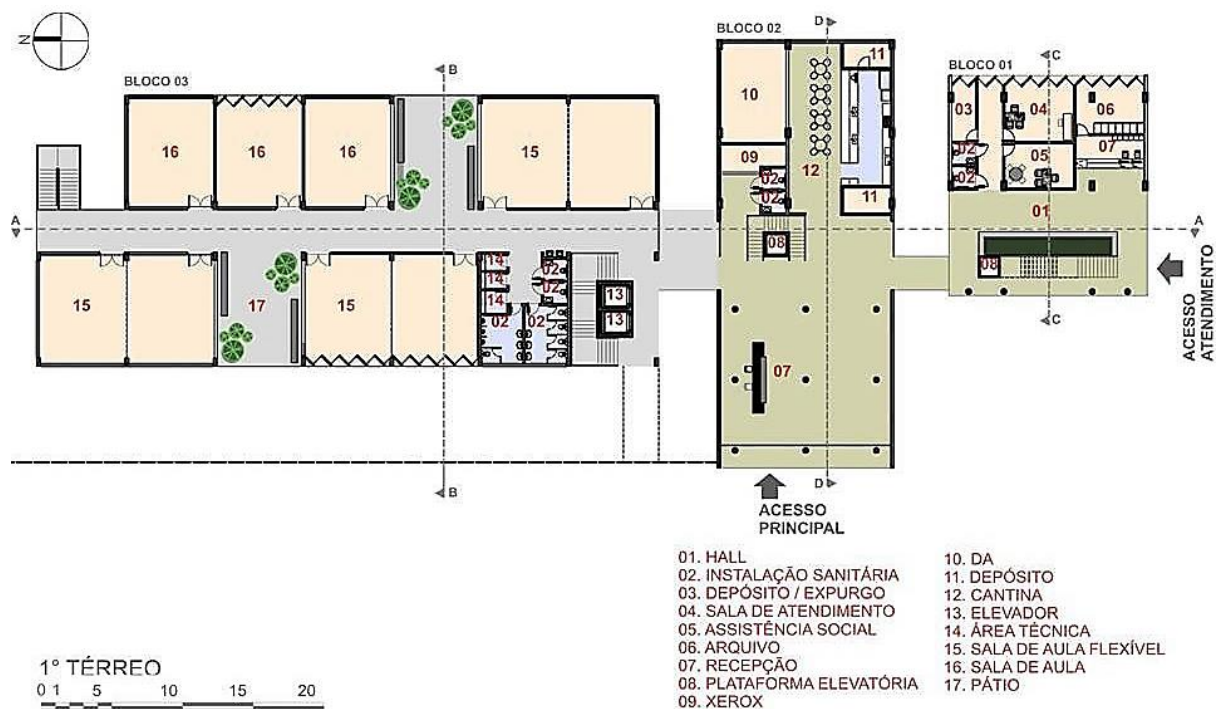 N
BLOCO 03
B
BLOCO 02
D
BLOCO 01
C
16
16
16
15
10
11
09
02
02
12
11
03
04
06
02
02
05
07
01
A
A
08
08
15
17
15
14
14
14
02
02
02
02
13
13
07
C
ACESSO
ATENDIMENTO
B
D
ACESSO
PRINCIPAL
01. HALL
02. INSTALAÇÃO SANITÁRIA
03. DEPÓSITO / EXPURGO
04. SALA DE ATENDIMENTO
05. ASSISTÊNCIA SOCIAL
06. ARQUIVO
07. RECEPÇÃO
08. PLATAFORMA ELEVATÓRIA
09. XEROX
10. DA
11. DEPÓSITO
12. CANTINA
13. ELEVADOR
14. ÁREA TÉCNICA
15. SALA DE AULA FLEXÍVEL
16. SALA DE AULA
17. PÁTIO
1° TÉRREO
0 1 5 10 15 20